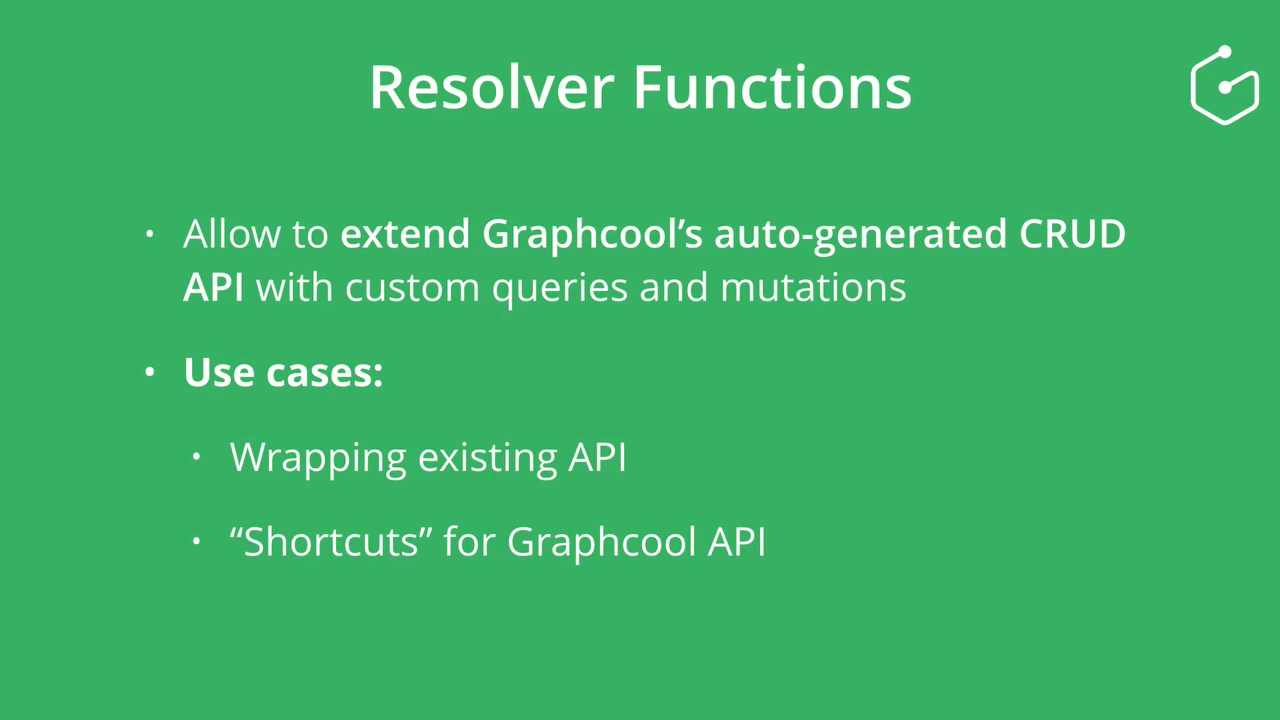 Resolver Functions
• Allow to extend Graphcool’s auto-generated CRUD
API with custom queries and mutations
• Use cases:
• Wrapping existing API
• “Shortcuts” for Graphcool API